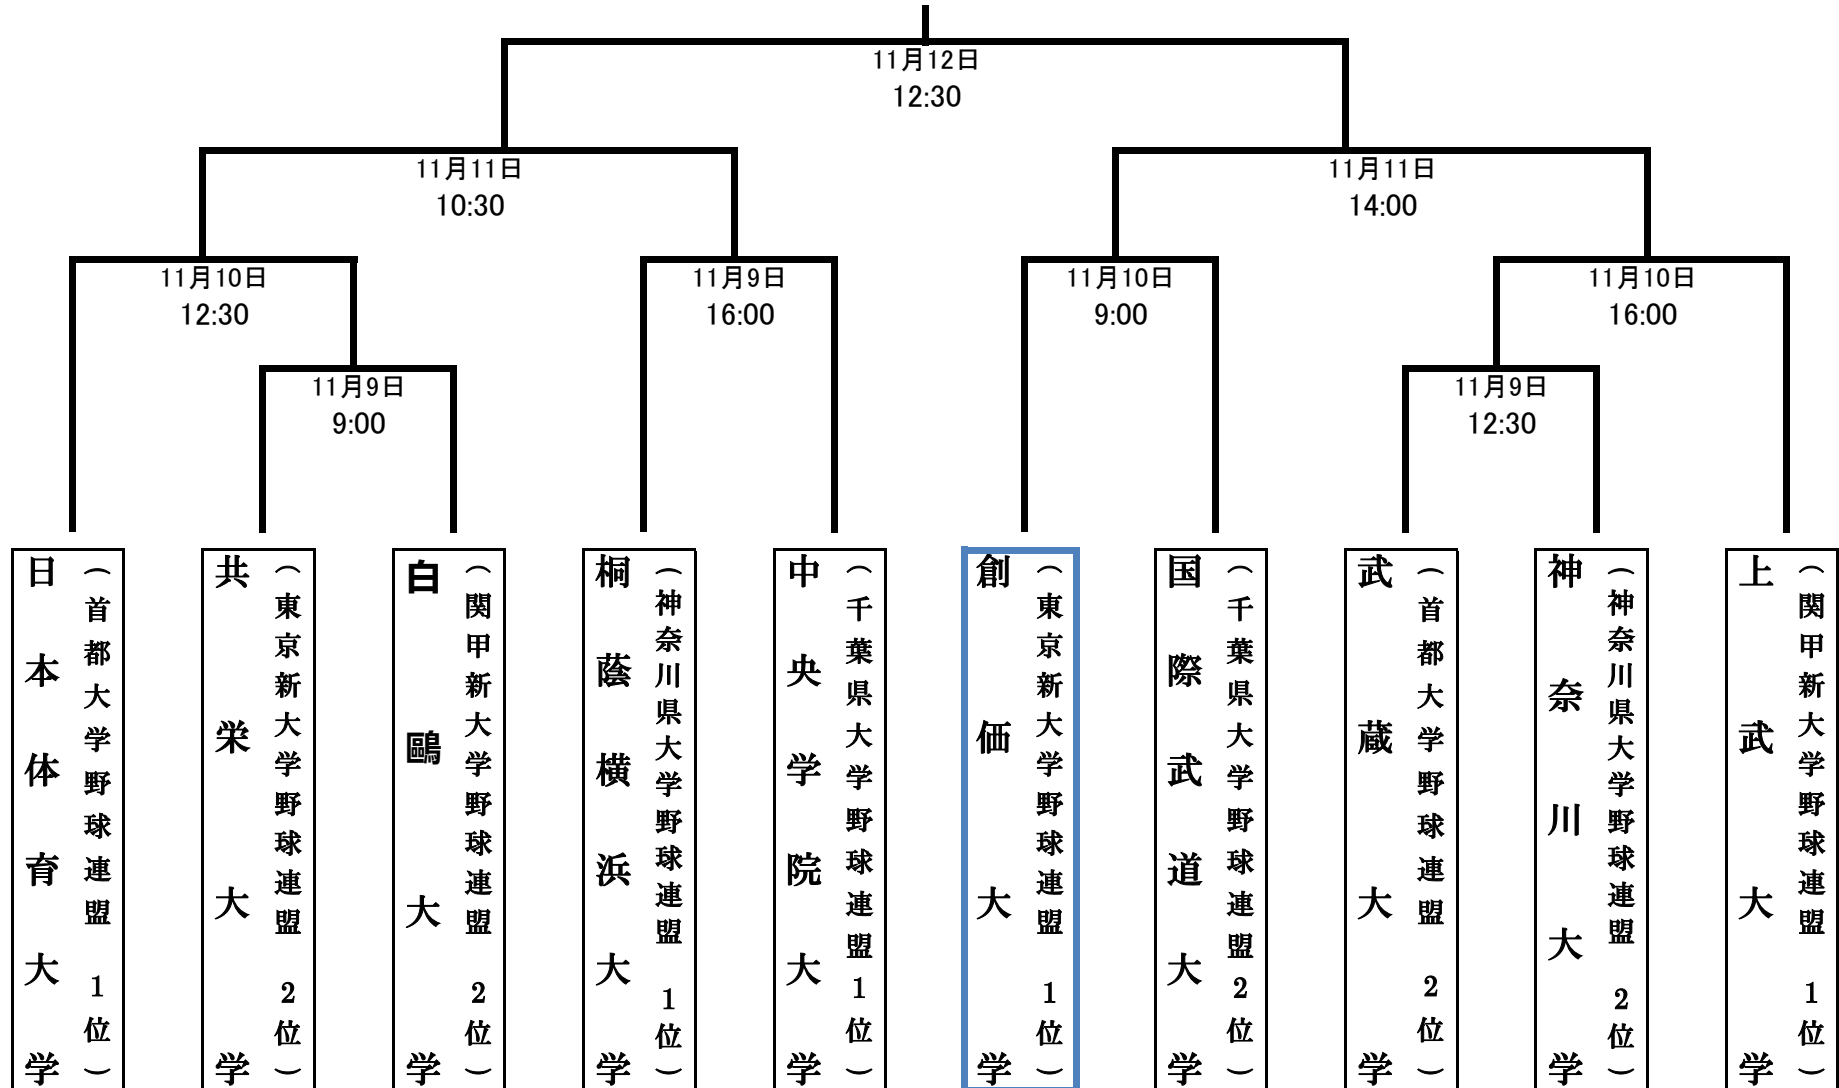 11月12日
12:30
11月11日
10:30
11月11日
14:00
11月10日
12:30
11月9日
16:00
11月10日
9:00
11月10日
16:00
11月9日
9:00
11月9日
12:30
日本体育大学
（首都大学野球連盟 1位）
共栄大学
（東京新大学野球連盟 2位）
白鷗大学
（関甲新大学野球連盟 2位）
桐蔭横浜大学
（神奈川県大学野球連盟 1位）
中央学院大学
（千葉県大学野球連盟1位）
創価大学
（東京新大学野球連盟 1位）
国際武道大学
（千葉県大学野球連盟2位）
武蔵大学
（首都大学野球連盟 2位）
神奈川大学
（神奈川県大学野球連盟 2位）
上武大学
（関甲新大学野球連盟 1位）